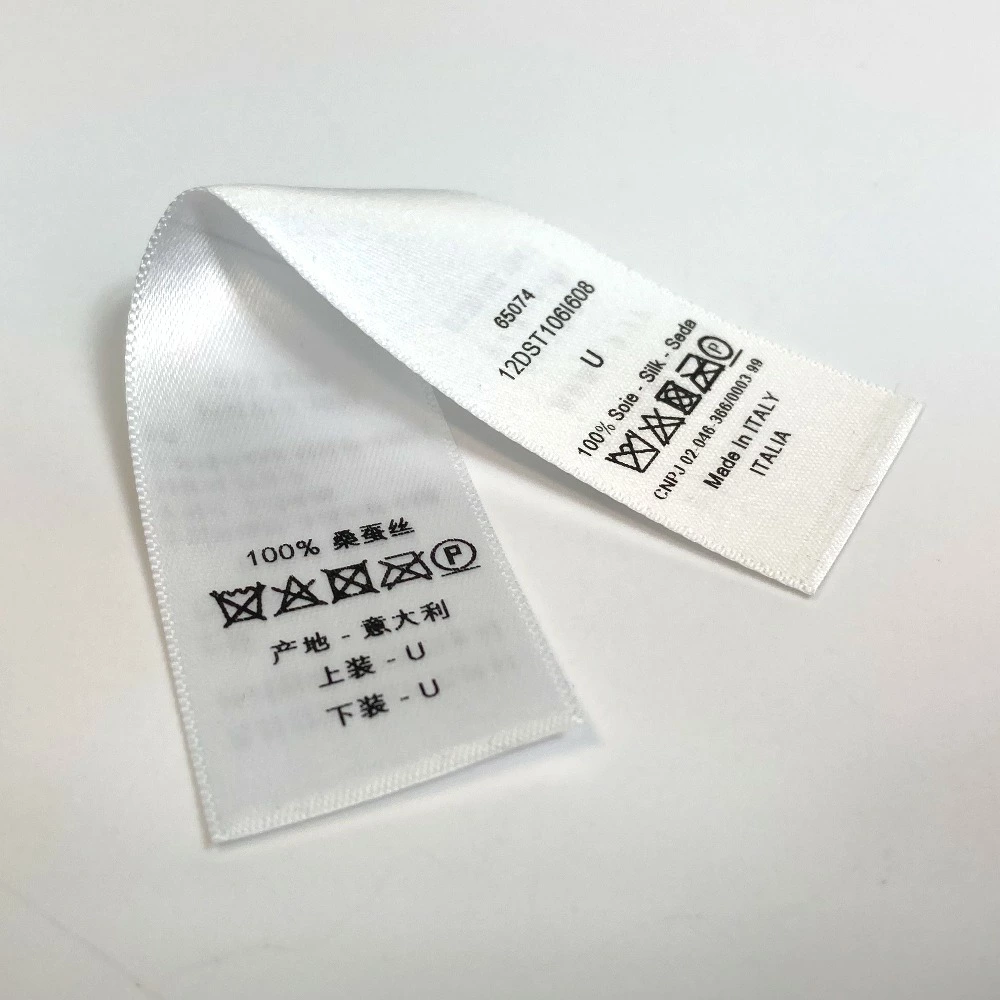 65074
12DST106I608
U
100% Soie - Silk - Seda
P
CNPJ 02-046-366/0003 99
Made In ITALY
ITALIA
100% 桑蚕丝
P
产地 - 意大利
上装 - U
下装 - U